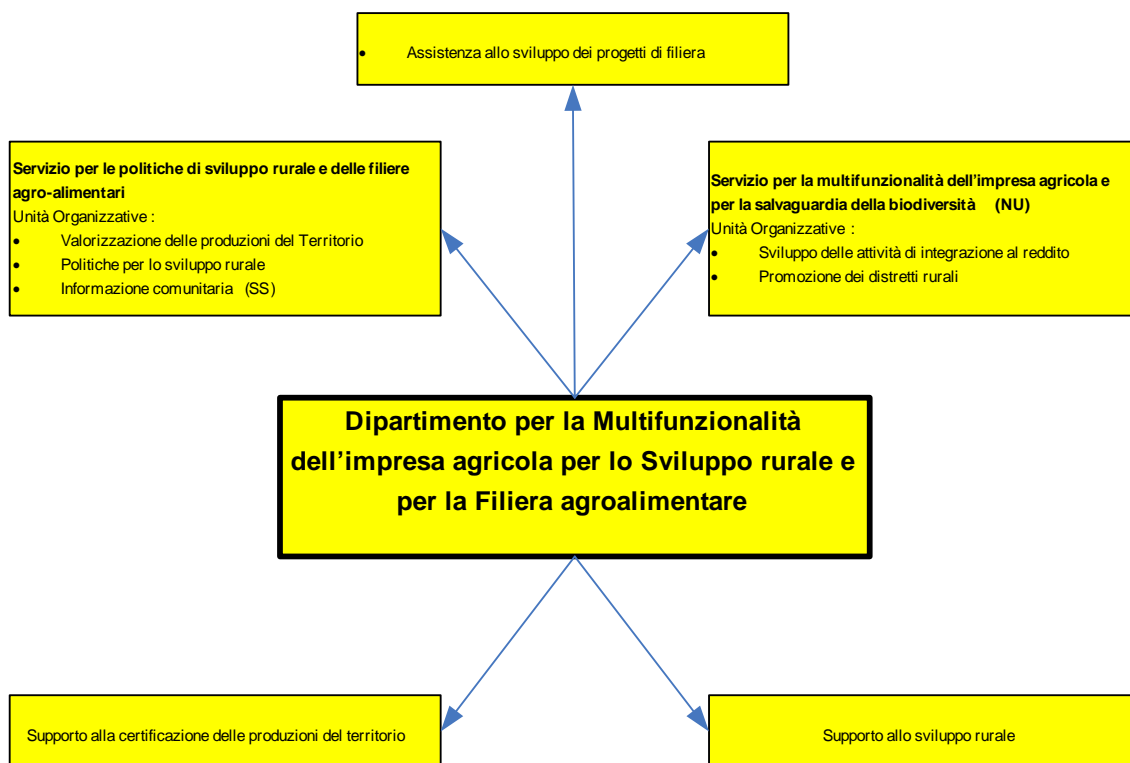 • Assistenza allo sviluppo dei progetti di filiera
Servizio per le politiche di sviluppo rurale e delle filiere
agro-alimentari
Unità Organizzative :
• Valorizzazione delle produzioni del Territorio
• Politiche per lo sviluppo rurale
• Informazione comunitaria (SS)
Servizio per la multifunzionalità dell’impresa agricola e
per la salvaguardia della biodiversità (NU)
Unità Organizzative :
• Sviluppo delle attività di integrazione al reddito
• Promozione dei distretti rurali
Dipartimento per la Multifunzionalità
dell’impresa agricola per lo Sviluppo rurale e
per la Filiera agroalimentare
Supporto alla certificazione delle produzioni del territorio
Supporto allo sviluppo rurale